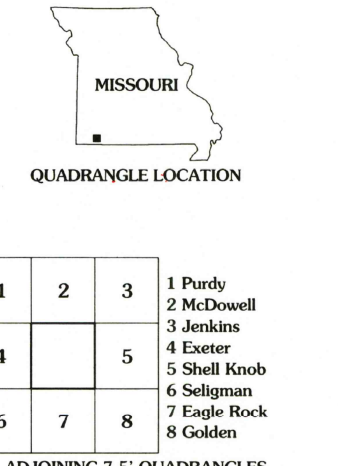 MISSOURI
QUADRANGLE LOCATION
1 2 3
4 5
6 7 8
1 Purdy
2 McDowell
3 Jenkins
4 Exeter
5 Shell Knob
6 Seligman
7 Eagle Rock
8 Golden
ADJOINING 7.5' QUADRANGLES